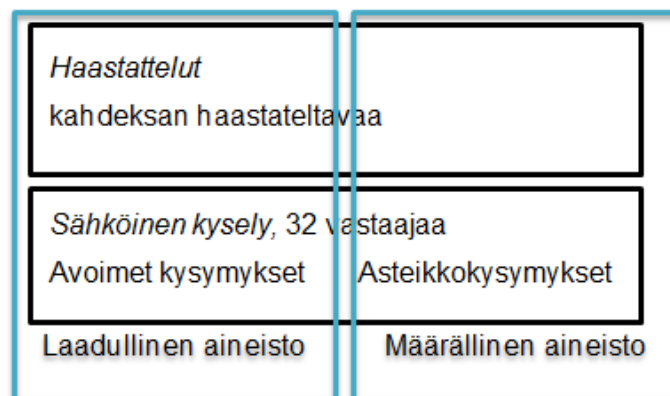 Haastattelut
kahdeksan haastateltavaa
Sähköinen kysely, 32 vastaajaa
Avoimet kysymykset Asteikkokysymykset
Laadullinen aineisto Määrällinen aineisto